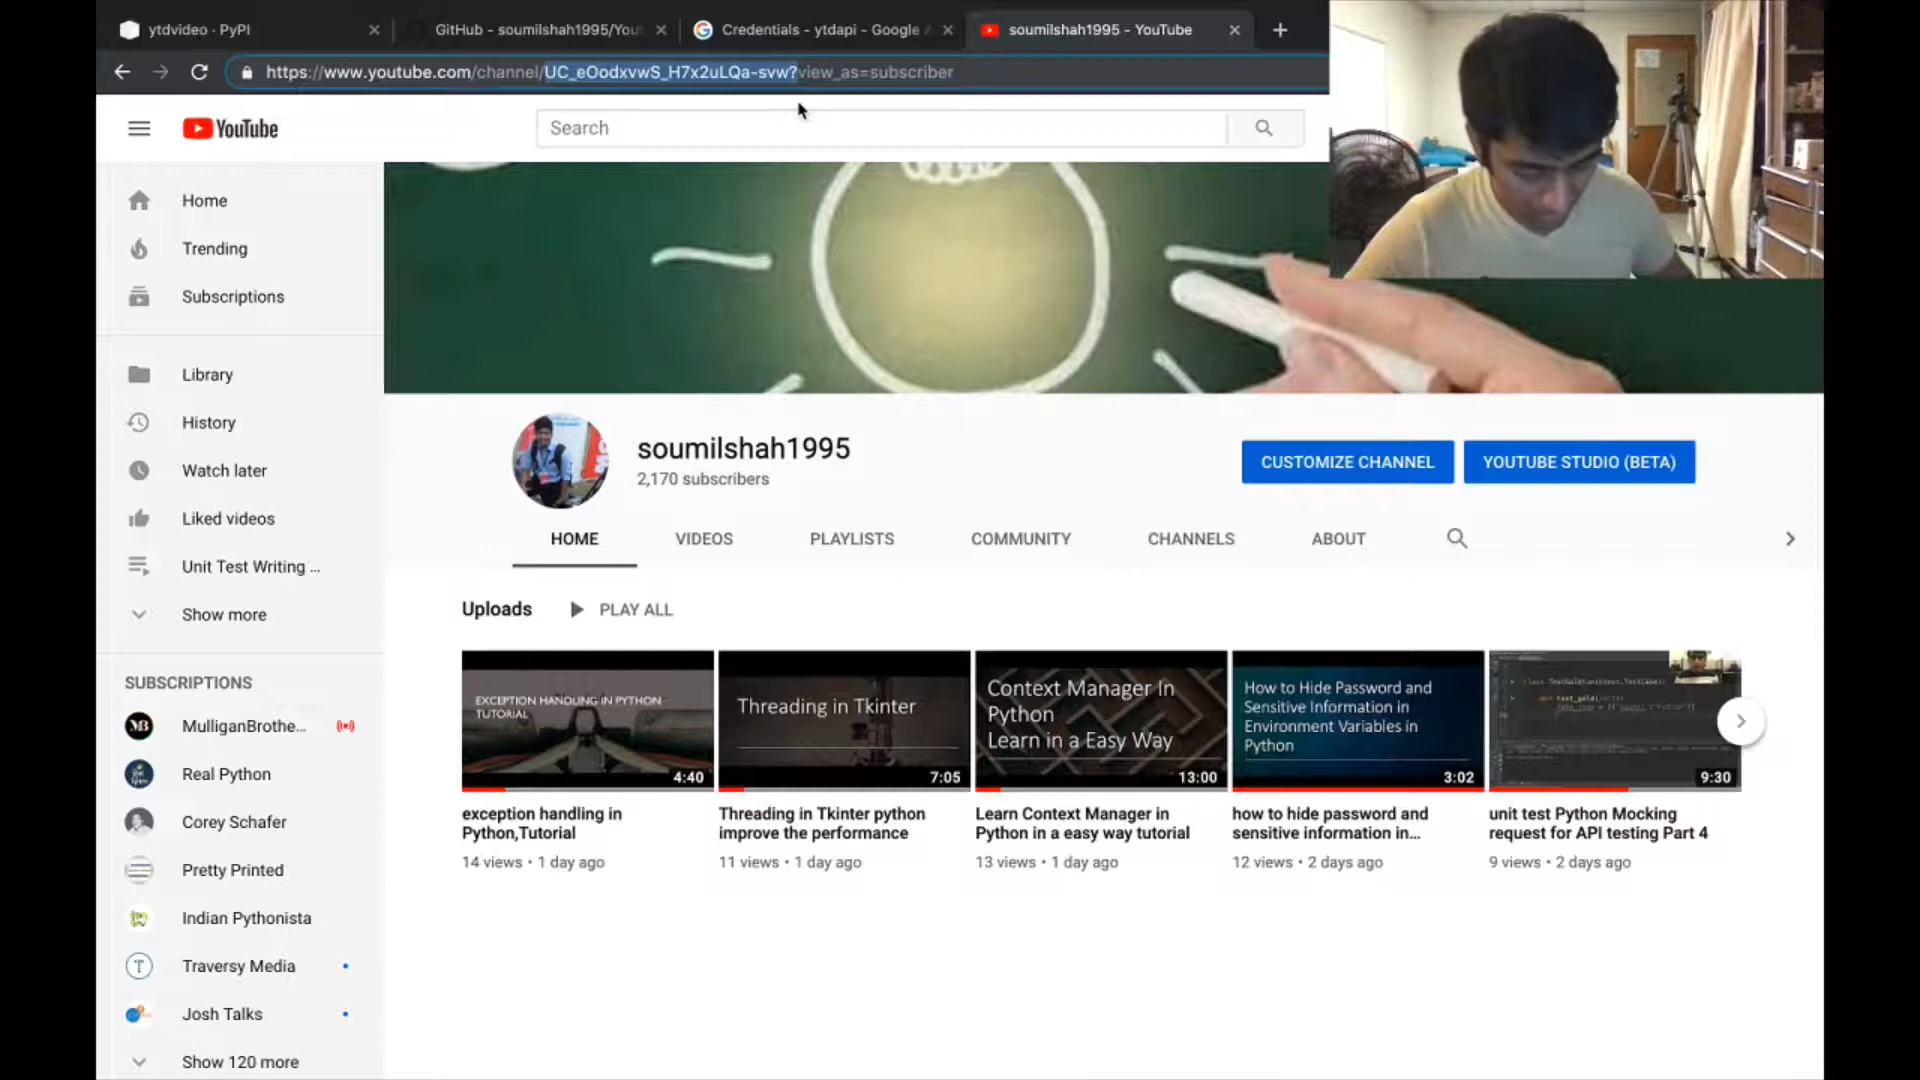 ytdvideo · PyPI
GitHub - soumilshah1995/You
Credentials - ytdapi - Google
soumilshah1995 - YouTube
https://www.youtube.com/channel/UC_eOodxvwS_H7x2uLQa-svw?view_as=subscriber
YouTube
Search
Home
Trending
Subscriptions
Library
History
Watch later
Liked videos
Unit Test Writing ...
Show more
SUBSCRIPTIONS
MulliganBrothe...
Real Python
Corey Schafer
Pretty Printed
Indian Pythonista
Traversy Media
Josh Talks
Show 120 more
soumilshah1995
2,170 subscribers
CUSTOMIZE CHANNEL
YOUTUBE STUDIO (BETA)
HOME
VIDEOS
PLAYLISTS
COMMUNITY
CHANNELS
ABOUT
Uploads
PLAY ALL
EXCEPTION HANDLING IN PYTHON
TUTORIAL
4:40
Threading in Tkinter
7:05
Context Manager In
Python
Learn in a Easy Way
13:00
How to Hide Password and
Sensitive Information in
Environment Variables in
Python
3:02
9:30
exception handling in
Python,Tutorial
14 views • 1 day ago
Threading in Tkinter python
improve the performance
11 views • 1 day ago
Learn Context Manager in
Python in a easy way tutorial
13 views • 1 day ago
how to hide password and
sensitive information in...
12 views • 2 days ago
unit test Python Mocking
request for API testing Part 4
9 views • 2 days ago